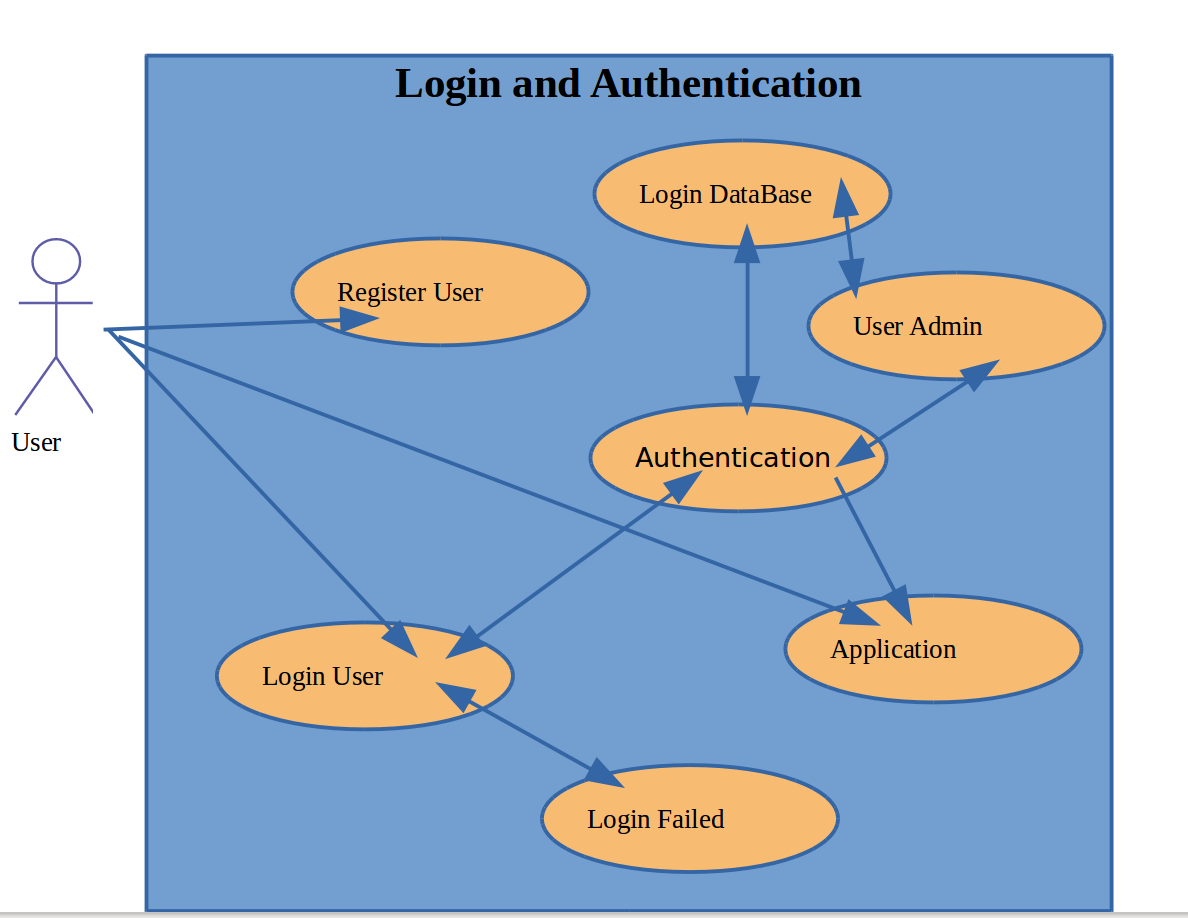 Login and Authentication
Login DataBase
Register User
User Admin
User
Authentication
Application
Login User
Login Failed